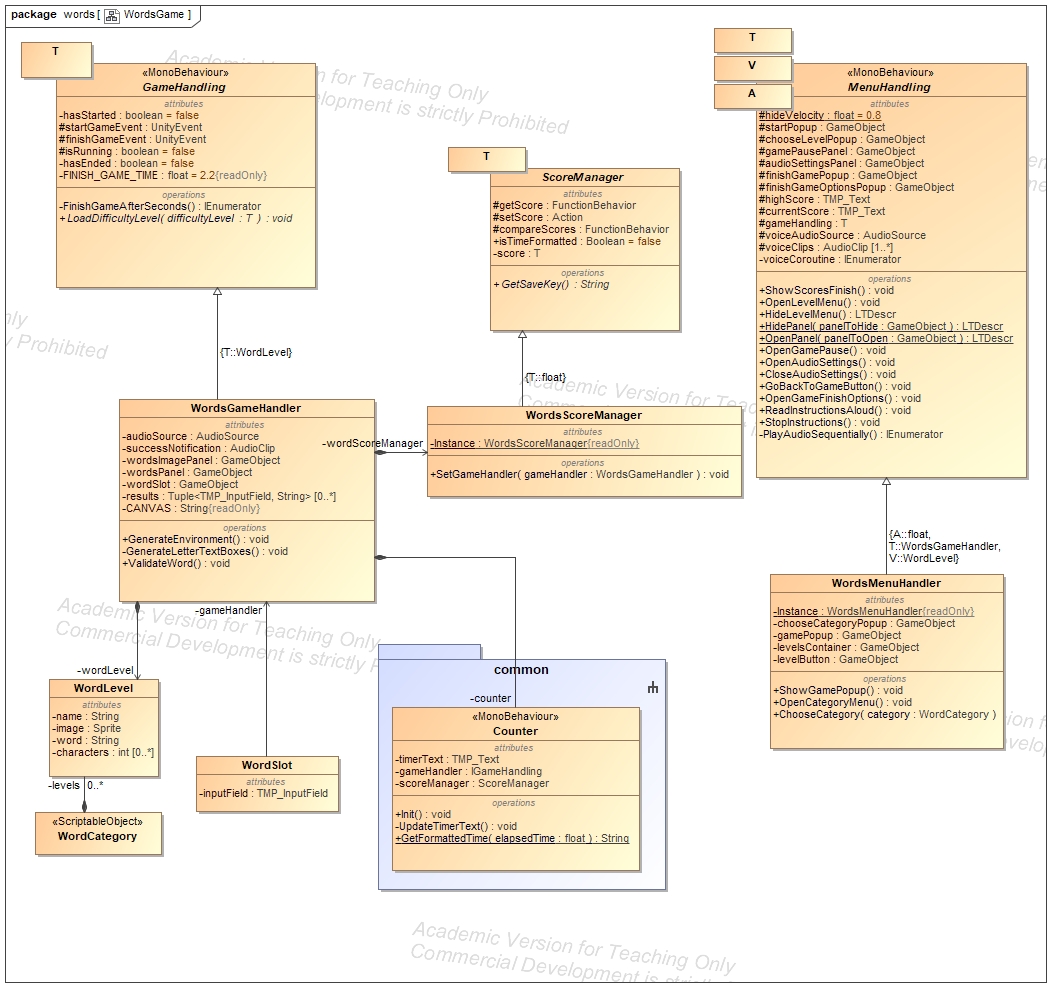 package words [ WordsGame ]
T
«MonoBehaviour»
GameHandling
attributes
-hasStarted : boolean = false
#startGameEvent : UnityEvent
#finishGameEvent : UnityEvent
#isRunning : boolean = false
-hasEnded : boolean = false
-FINISH_GAME_TIME : float = 2.2{readOnly}
operations
-FinishGameAfterSeconds() : IEnumerator
+LoadDifficultyLevel( difficultyLevel : T ) : void
T
ScoreManager
attributes
#getScore : FunctionBehavior
#setScore : Action
#compareScores : FunctionBehavior
+isTimeFormatted : Boolean = false
-score : T
operations
+GetSaveKey() : String
T
V
A
«MonoBehaviour»
MenuHandling
attributes
#hideVelocity : float = 0.8
#startPopup : GameObject
#chooseLevelPopup : GameObject
#gamePausePanel : GameObject
#audioSettingsPanel : GameObject
#finishGamePopup : GameObject
#finishGameOptionsPopup : GameObject
#highScore : TMP_Text
#currentScore : TMP_Text
#gameHandling : T
#voiceAudioSource : AudioSource
#voiceClips : AudioClip [1..*]
-voiceCoroutine : IEnumerator
operations
+ShowScoresFinish() : void
+OpenLevelMenu() : void
+HideLevelMenu() : LTDescr
+HidePanel( panelToHide : GameObject ) : LTDescr
+OpenPanel( panelToOpen : GameObject ) : LTDescr
+OpenGamePause() : void
+OpenAudioSettings() : void
+CloseAudioSettings() : void
+GoBackToGameButton() : void
+OpenGameFinishOptions() : void
+ReadInstructionsAloud() : void
+StopInstructions() : void
-PlayAudioSequentially() : IEnumerator
{T::WordLevel}
{T::float}
{A::float,
T::WordsGameHandler,
V::WordLevel}
WordsGameHandler
attributes
-audioSource : AudioSource
-successNotification : AudioClip
-wordsImagePanel : GameObject
-wordsPanel : GameObject
-wordSlot : GameObject
-results : Tuple<TMP_InputField, String> [0..*]
-CANVAS : String{readOnly}
operations
+GenerateEnvironment() : void
-GenerateLetterTextBoxes() : void
+ValidateWord() : void
-wordScoreManager
WordsScoreManager
attributes
-Instance : WordsScoreManager{readOnly}
operations
+SetGameHandler( gameHandler : WordsGameHandler ) : void
WordsMenuHandler
attributes
-Instance : WordsMenuHandler{readOnly}
-chooseCategoryPopup : GameObject
-gamePopup : GameObject
-levelsContainer : GameObject
-levelButton : GameObject
operations
+ShowGamePopup() : void
+OpenCategoryMenu() : void
+ChooseCategory( category : WordCategory )
-gameHandler
-wordLevel
WordLevel
attributes
-name : String
-image : Sprite
-word : String
-characters : int [0..*]
-levels 0..*
«ScriptableObject»
WordCategory
WordSlot
attributes
-inputField : TMP_InputField
common
-counter
«MonoBehaviour»
Counter
attributes
-timerText : TMP_Text
-gameHandler : IGameHandling
-scoreManager : ScoreManager
operations
+Init() : void
-UpdateTimerText() : void
+GetFormattedTime( elapsedTime : float ) : String
Academic Version for Teaching Only
Commercial Development is strictly Prohibited